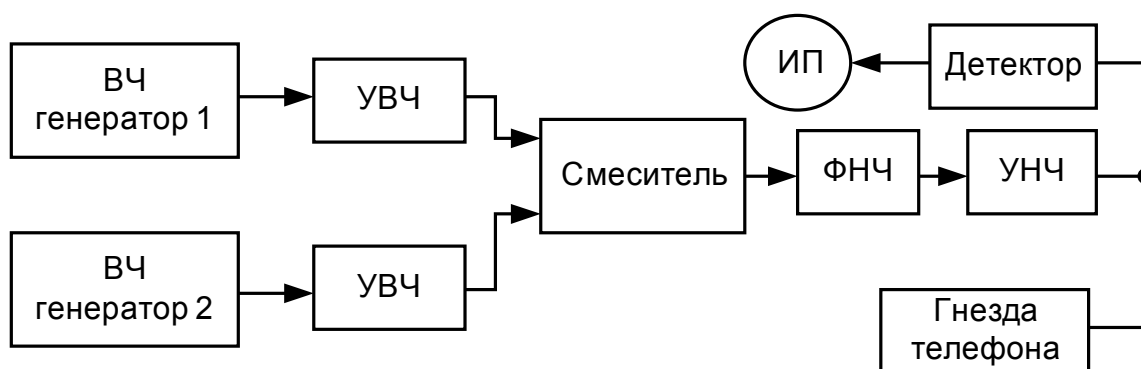 ВЧ
генератор 1
УВЧ
ВЧ
генератор 2
УВЧ
Смеситель
ФНЧ
УНЧ
ИП
Детектор
Гнезда
телефона